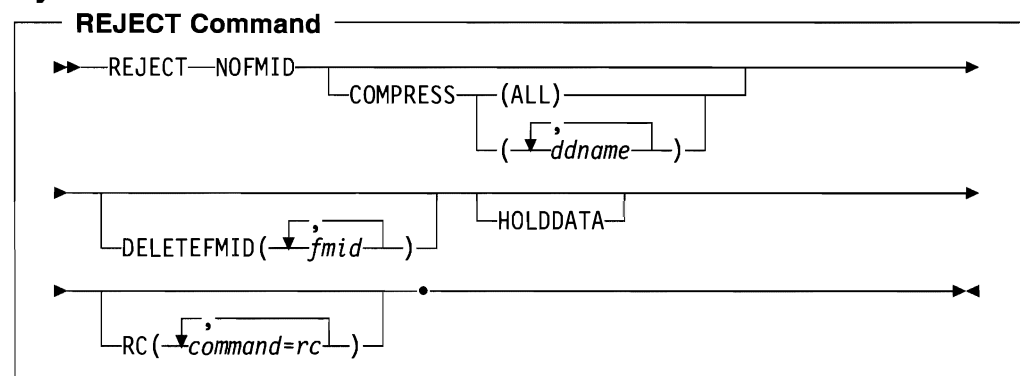 REJECT Command
REJECT NOFMID
COMPRESS (ALL)
,
( ddname )
DELETEFMID( , fmid )
HOLDDATA
RC( , command=rc )
.